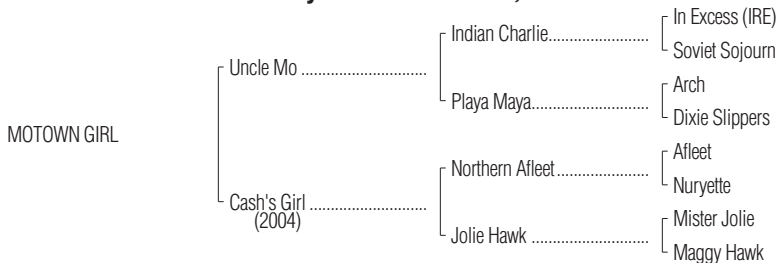 In Excess (IRE)
Indian Charlie
Soviet Sojourn
Uncle Mo
Arch
Playa Maya
Dixie Slippers
MOTOWN GIRL
Afleet
Northern Afleet
Nuryette
Cash's Girl
(2004)
Mister Jolie
Jolie Hawk
Maggy Hawk